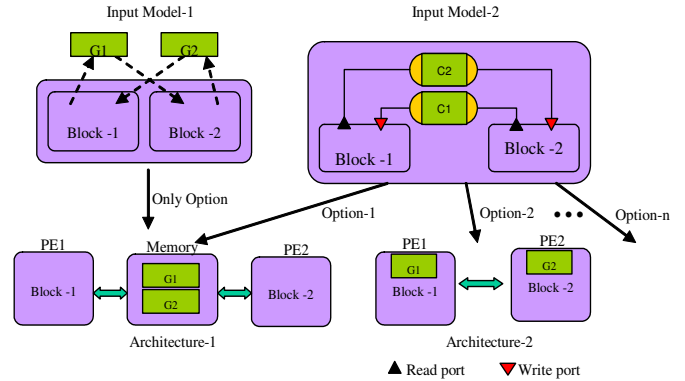 Input Model-1
Input Model-2
G1
G2
C2
C1
Block -1
Block -2
Block -1
Block -2
Only Option
Option-1
Option-2
Option-n
PE1
Memory
PE2
PE1
PE2
Block -1
G1
G2
Block -2
G1
Block -1
G2
Block -2
Architecture-1
Architecture-2
Read port
Write port